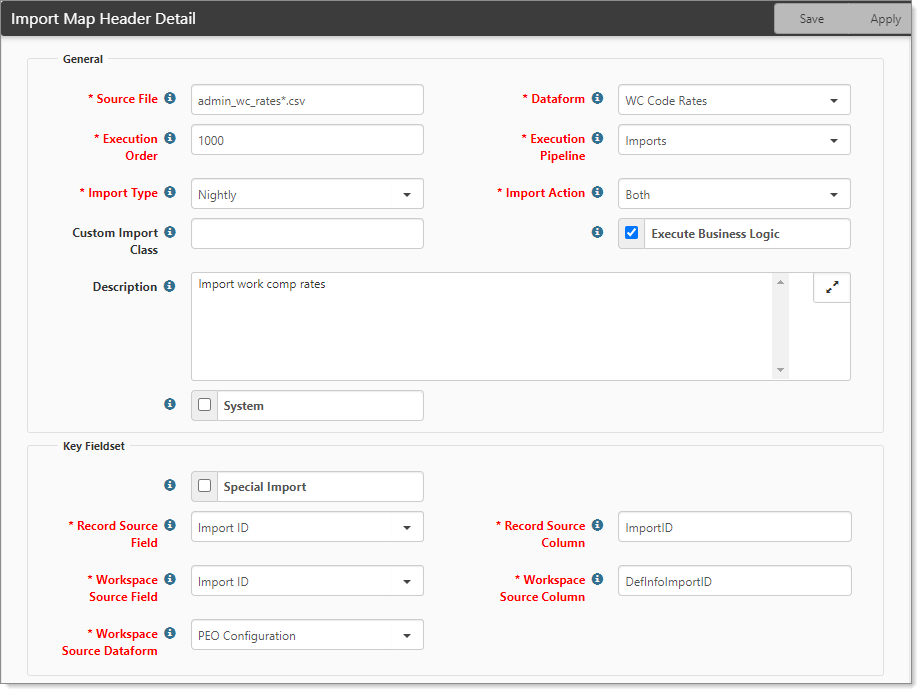 Import Map Header Detail
Save
Apply
General
* Source File
admin_wc_rates*.csv
* Dataform
WC Code Rates
* Execution
Order
1000
* Execution
Pipeline
Imports
* Import Type
Nightly
* Import Action
Both
Custom Import
Class
Execute Business Logic
Description
Import work comp rates
System
Key Fieldset
Special Import
* Record Source
Field
Import ID
* Record Source
Column
ImportID
* Workspace
Source Field
Import ID
* Workspace
Source Column
DefInfoImportID
* Workspace
Source Dataform
PEO Configuration